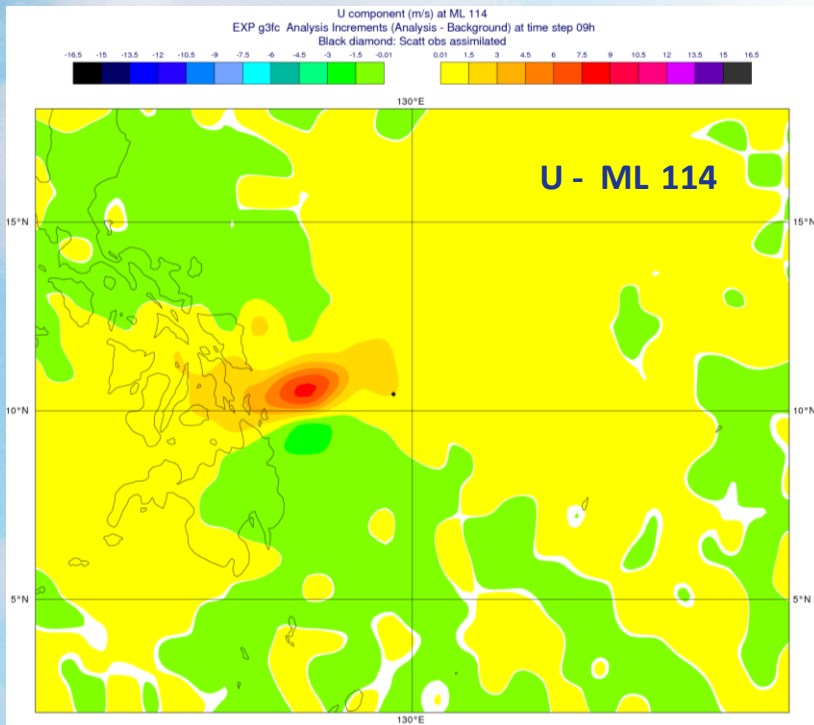 U component (m/s) at ML 114
EXP g3fc Analysis Increments (Analysis - Background) at time step 09h
Black diamond: Scatt obs assimilated
-16.5 -15 -13.5 -12 -10.5 -9 -7.5 -6 -4.5 -3 -1.5 -0.01 0.01 1.5 3 4.5 6 7.5 9 10.5 12 13.5 15 16.5
130°E
U - ML 114
15°N 15°N
10°N 10°N
5°N 5°N
130°E